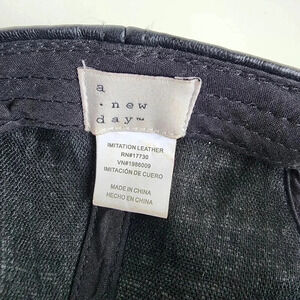 a
· new
day™
IMITATION LEATHER
RN#17730
VN#1986009
IMITACIÓN DE CUERO
MADE IN CHINA
HECHO EN CHINA